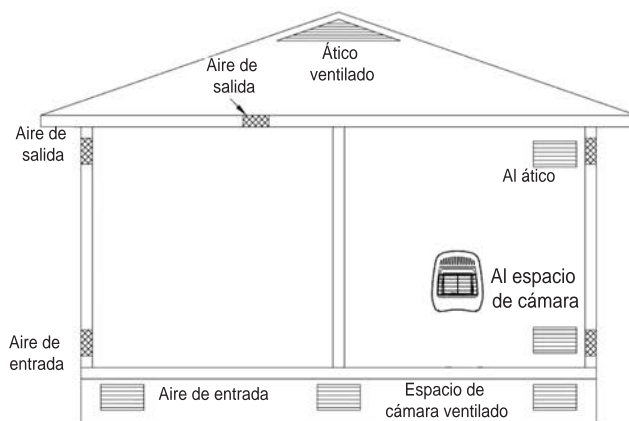 Ático
ventilado
Aire de
salida
Aire de
salida
Al ático
Al espacio
de cámara
Aire de
entrada
Aire de entrada
Espacio de
cámara ventilado